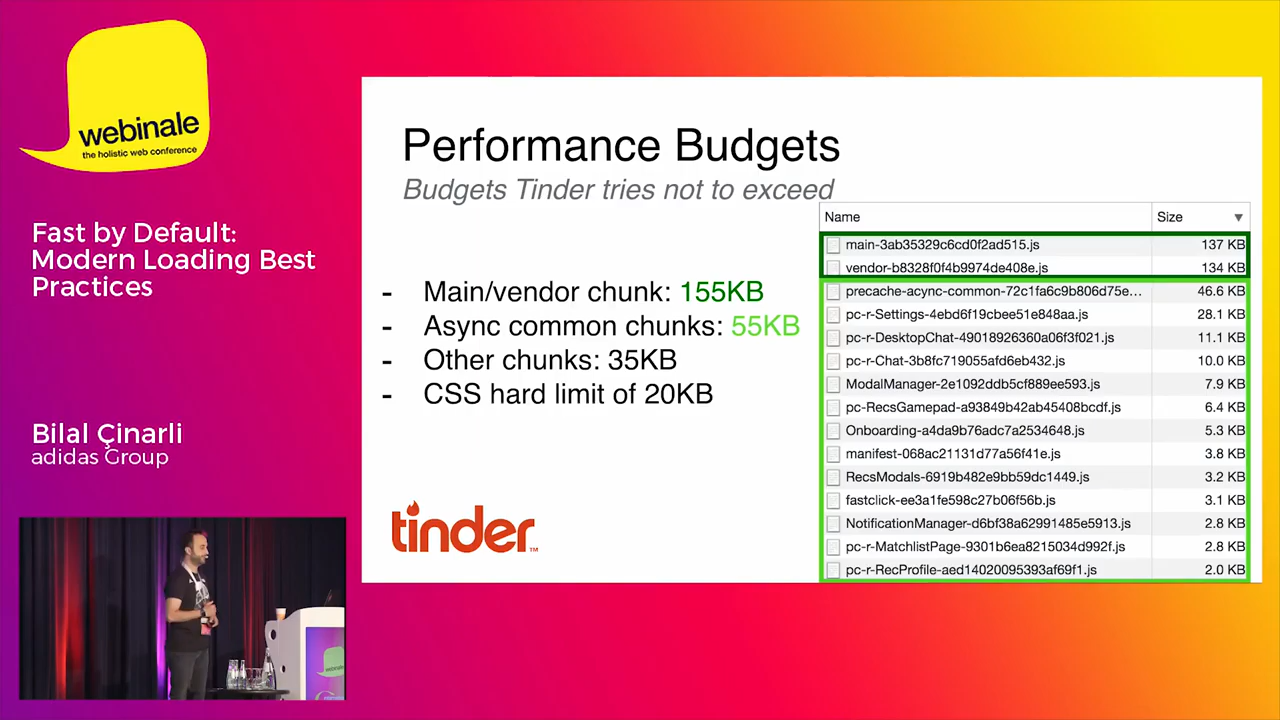 webinale
the holistic web conference
Fast by Default:
Modern Loading Best
Practices
Bilal Çinarli
adidas Group
webinale
Performance Budgets
Budgets Tinder tries not to exceed
- Main/vendor chunk: 155KB
- Async common chunks: 55KB
- Other chunks: 35KB
- CSS hard limit of 20KB
tinder™
Name Size
main-3ab35329c6cd0f2ad515.js 137 KB
vendor-b8328f0f4b9974de408e.js 134 KB
precache-acync-common-72c1fa6c9b806d75e... 46.6 KB
pc-r-Settings-4ebd6f19cbee51e848aa.js 28.1 KB
pc-r-DesktopChat-49018926360a06f3f021.js 11.1 KB
pc-r-Chat-3b8fc719055afd6eb432.js 10.0 KB
ModalManager-2e1092ddb5cf889ee593.js 7.9 KB
pc-RecsGamepad-a93849b42ab45408bcdf.js 6.4 KB
Onboarding-a4da9b76adc7a2534648.js 5.3 KB
manifest-068ac21131d77a56f41e.js 3.8 KB
RecsModals-6919b482e9bb59dc1449.js 3.2 KB
fastclick-ee3a1fe598c27b06f56b.js 3.1 KB
NotificationManager-d6bf38a62991485e5913.js 2.8 KB
pc-r-MatchlistPage-9301b6ea8215034d992f.js 2.8 KB
pc-r-RecProfile-aed14020095393af69f1.js 2.0 KB